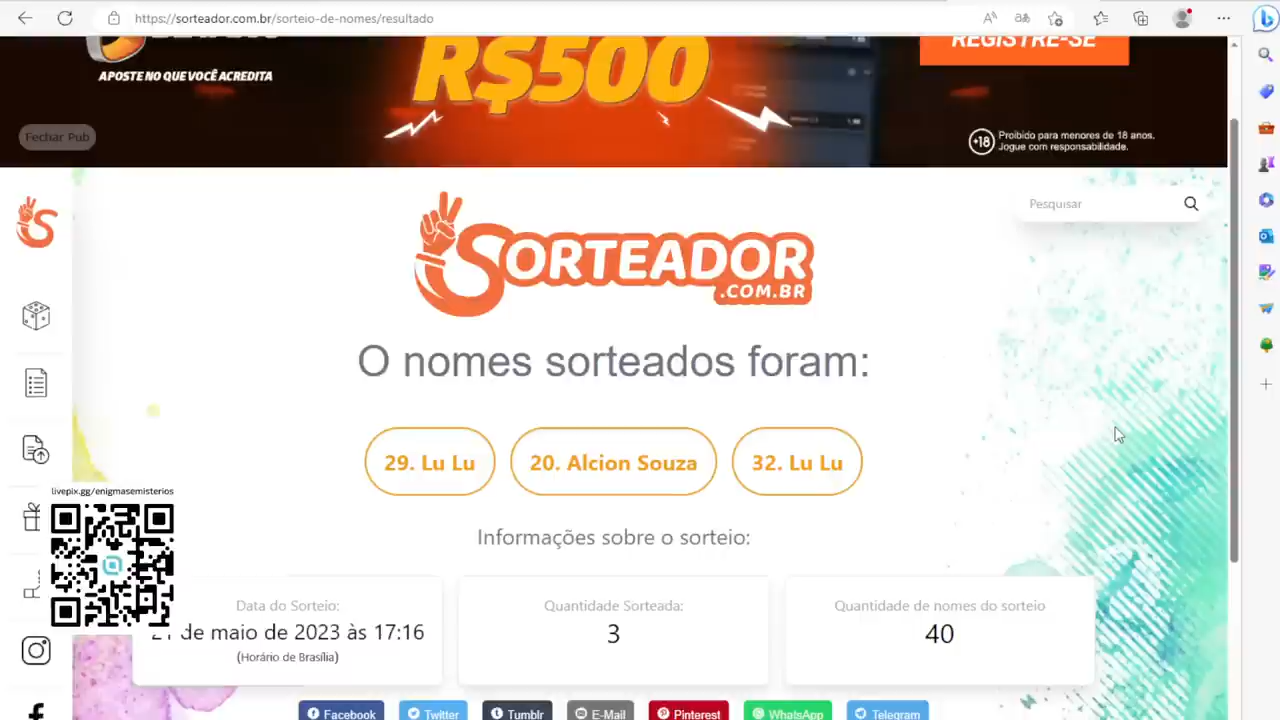 https://sorteador.com.br/sorteio-de-nomes/resultado
R$500
REGISTRE-SE
APOSTE NO QUE VOCÊ ACREDITA
Fechar Pub
+18 Proibido para menores de 18 anos.
Jogue com responsabilidade.
Pesquisar
SORTEADOR
.COM.BR
O nomes sorteados foram:
29. Lu Lu
20. Alcion Souza
32. Lu Lu
livepix.gg/enigmasemisterios
Informações sobre o sorteio:
Data do Sorteio:
21 de maio de 2023 às 17:16
(Horário de Brasília)
Quantidade Sorteada:
3
Quantidade de nomes do sorteio
40
Facebook
Twitter
Tumblr
E-Mail
Pinterest
WhatsApp
Telegram